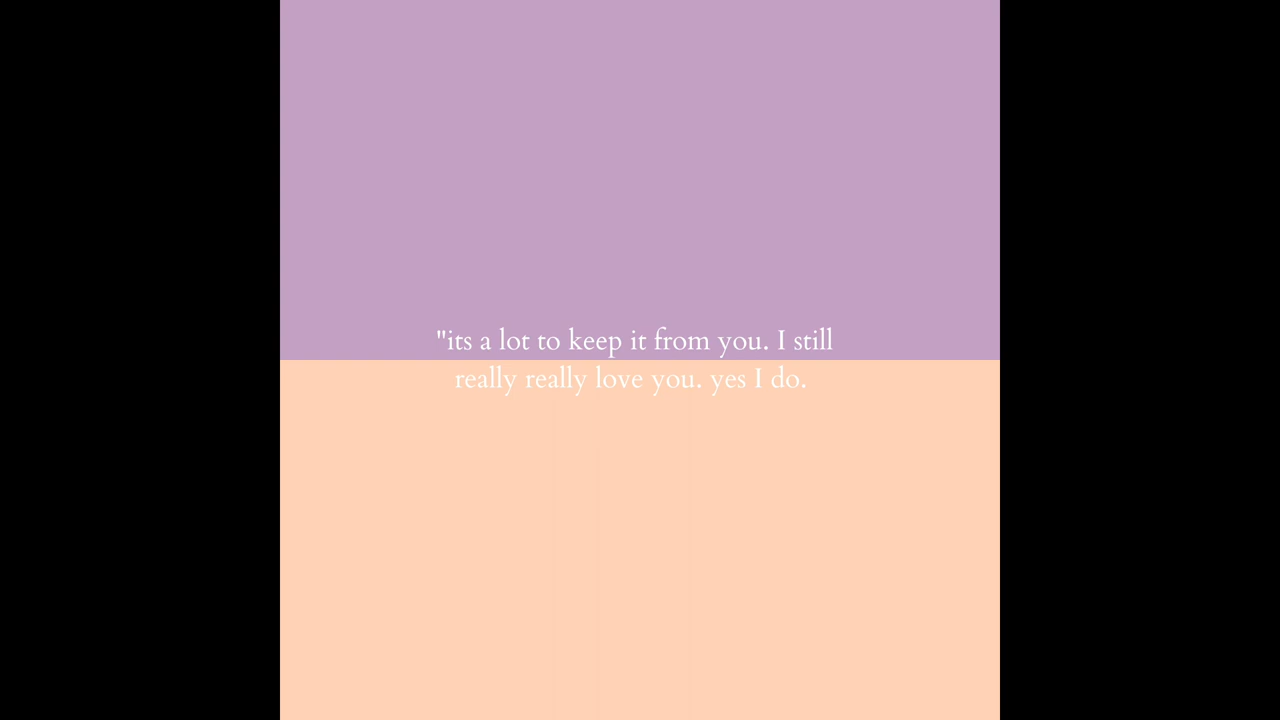 "its a lot to keep it from you. I still
really really love you. yes I do.